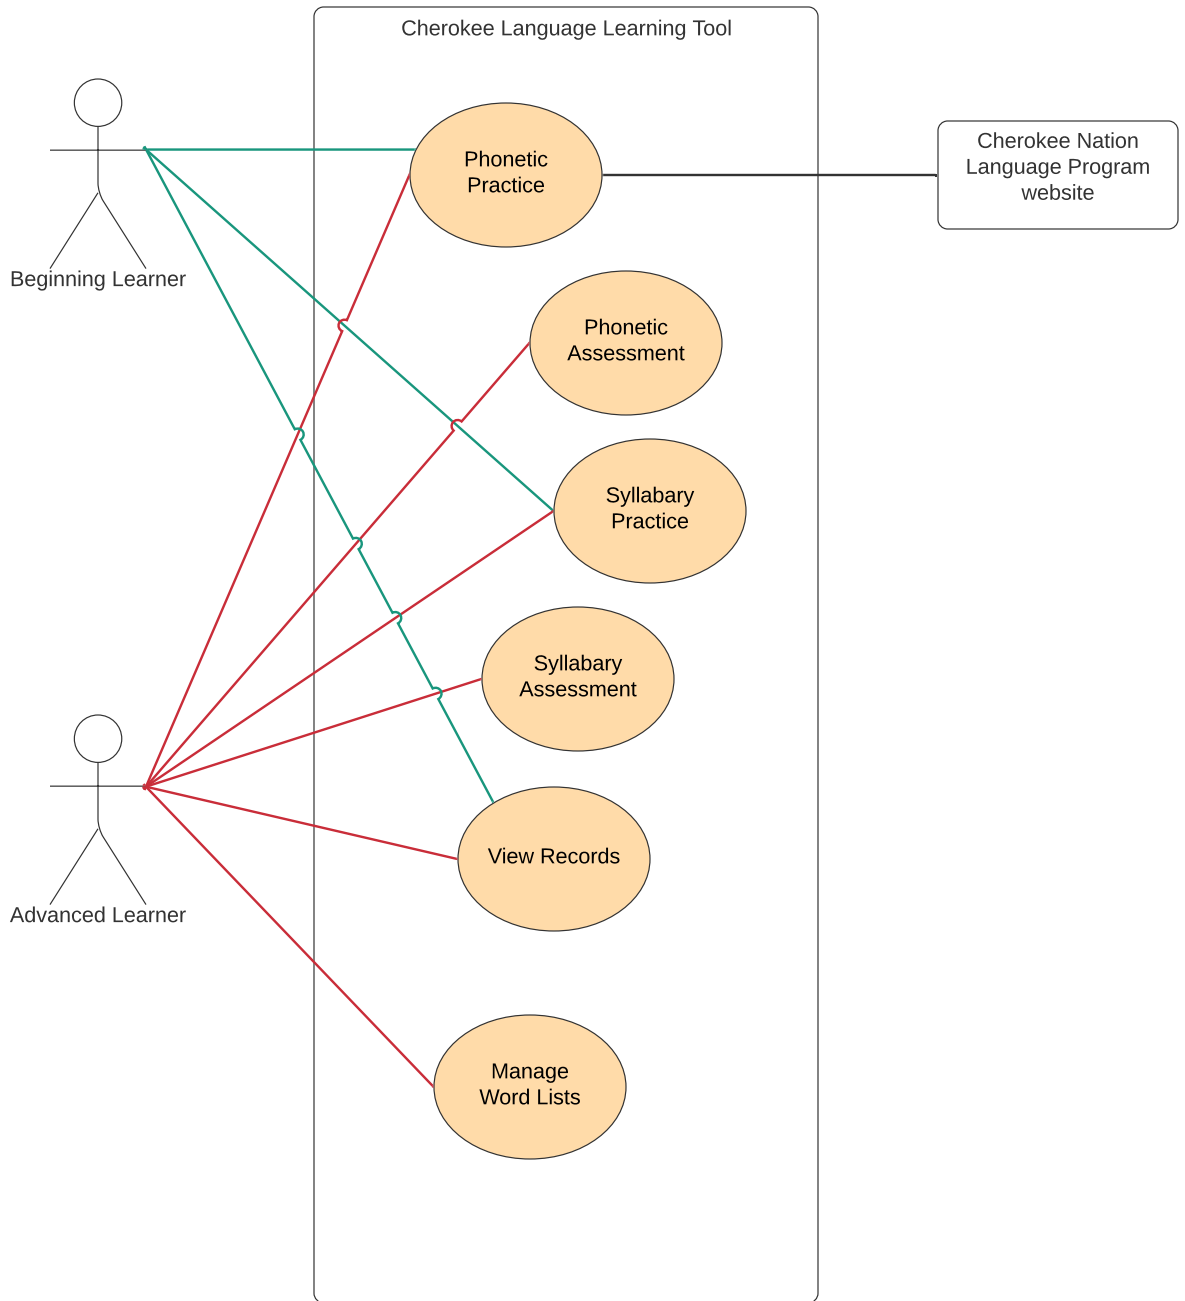 Cherokee Language Learning Tool
Beginning Learner
Phonetic
Practice
Cherokee Nation
Language Program
website
Phonetic
Assessment
Syllabary
Practice
Syllabary
Assessment
Advanced Learner
View Records
Manage
Word Lists